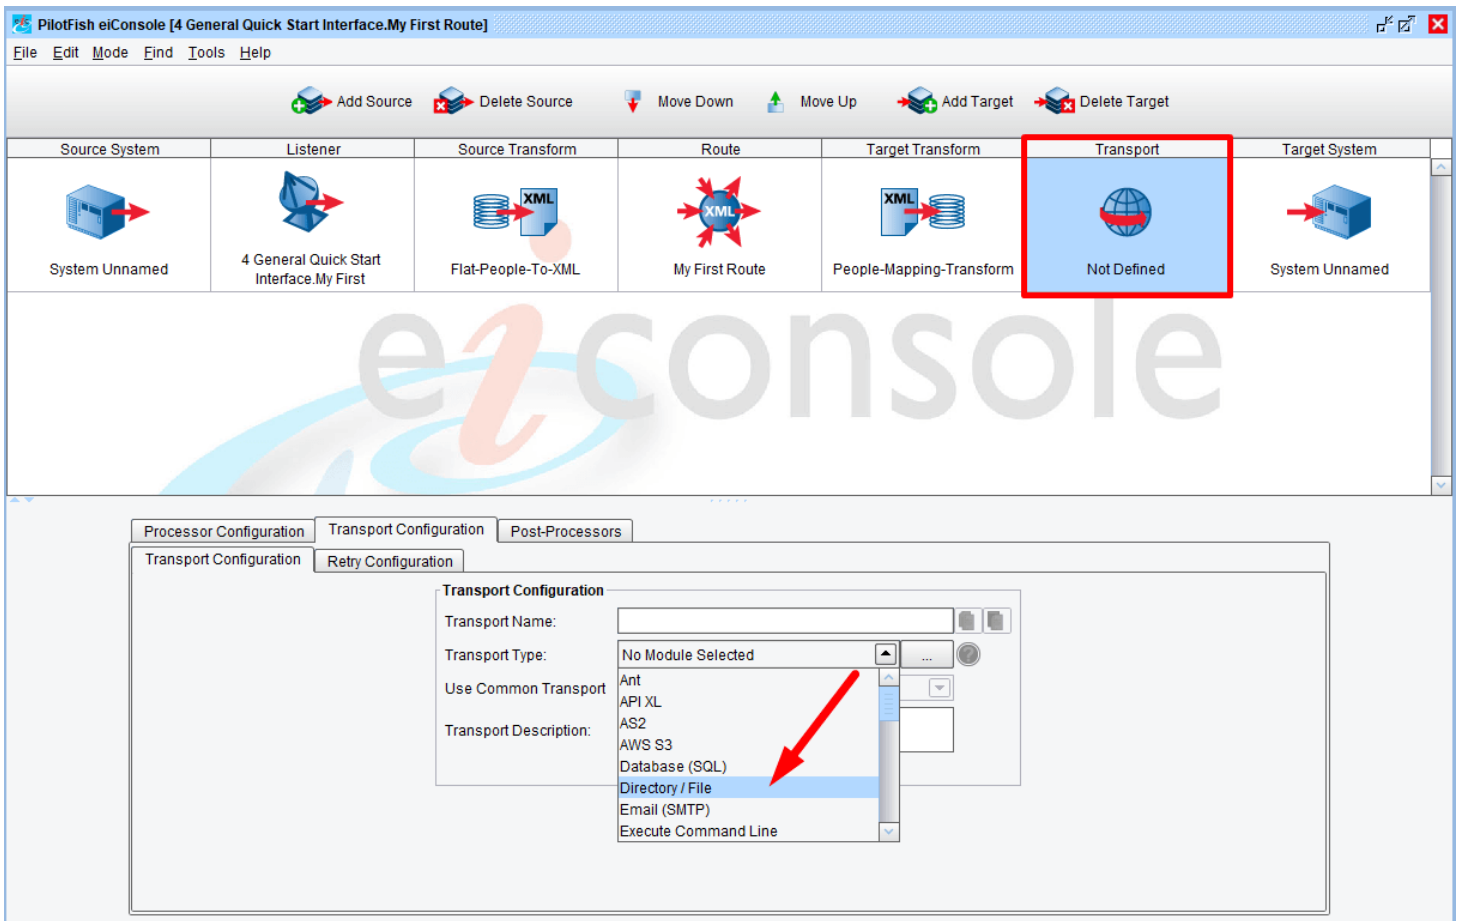 PilotFish eiConsole [4 General Quick Start Interface.My First Route]
File Edit Mode Find Tools Help
Add Source Delete Source Move Down Move Up Add Target Delete Target
Source System Listener Source Transform Route Target Transform Transport Target System
XML XML XML
System Unnamed
4 General Quick Start
Interface.My First
Flat-People-To-XML
My First Route
People-Mapping-Transform
Not Defined
System Unnamed
eiconsole
Processor Configuration Transport Configuration Post-Processors
Transport Configuration Retry Configuration
Transport Configuration
Transport Name:
Transport Type: No Module Selected ... ?
Use Common Transport
Transport Description:
Ant
API XL
AS2
AWS S3
Database (SQL)
Directory / File
Email (SMTP)
Execute Command Line